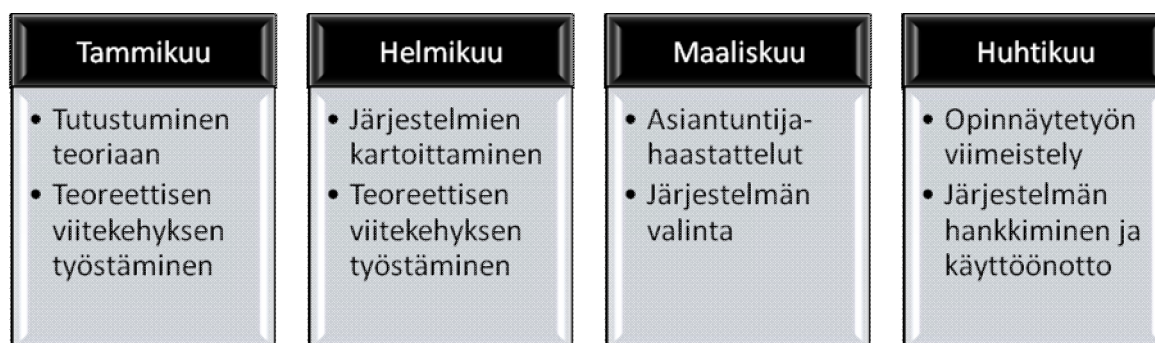 Tammikuu
• Tutustuminen
teoriaan
• Teoreettisen
viitekehyksen
työstäminen
Helmikuu
• Järjestelmien
kartoittaminen
• Teoreettisen
viitekehyksen
työstäminen
Maaliskuu
• Asiantuntija-
haastattelut
• Järjestelmän
valinta
Huhtikuu
• Opinnäytetyön
viimeistely
• Järjestelmän
hankkiminen ja
käyttöönotto